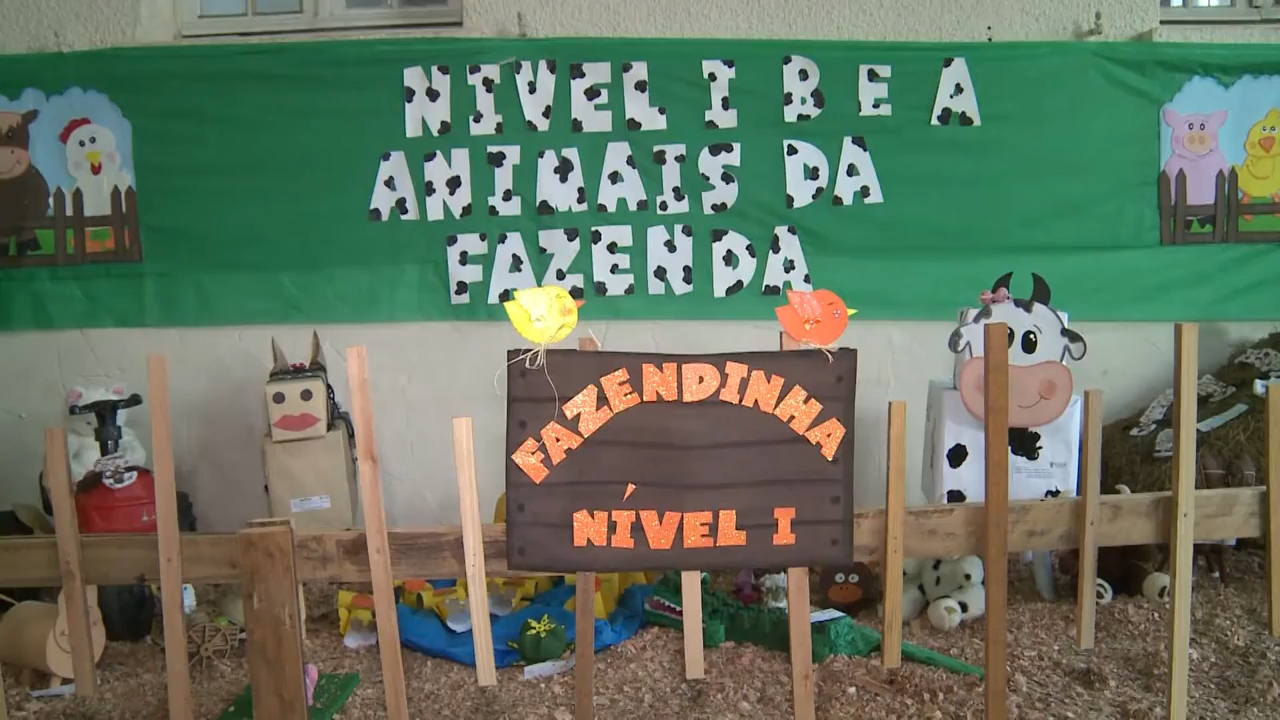 NIVEL I B E A
ANIMAIS DA
FAZENDA
FAZENDINHA
NÍVEL I